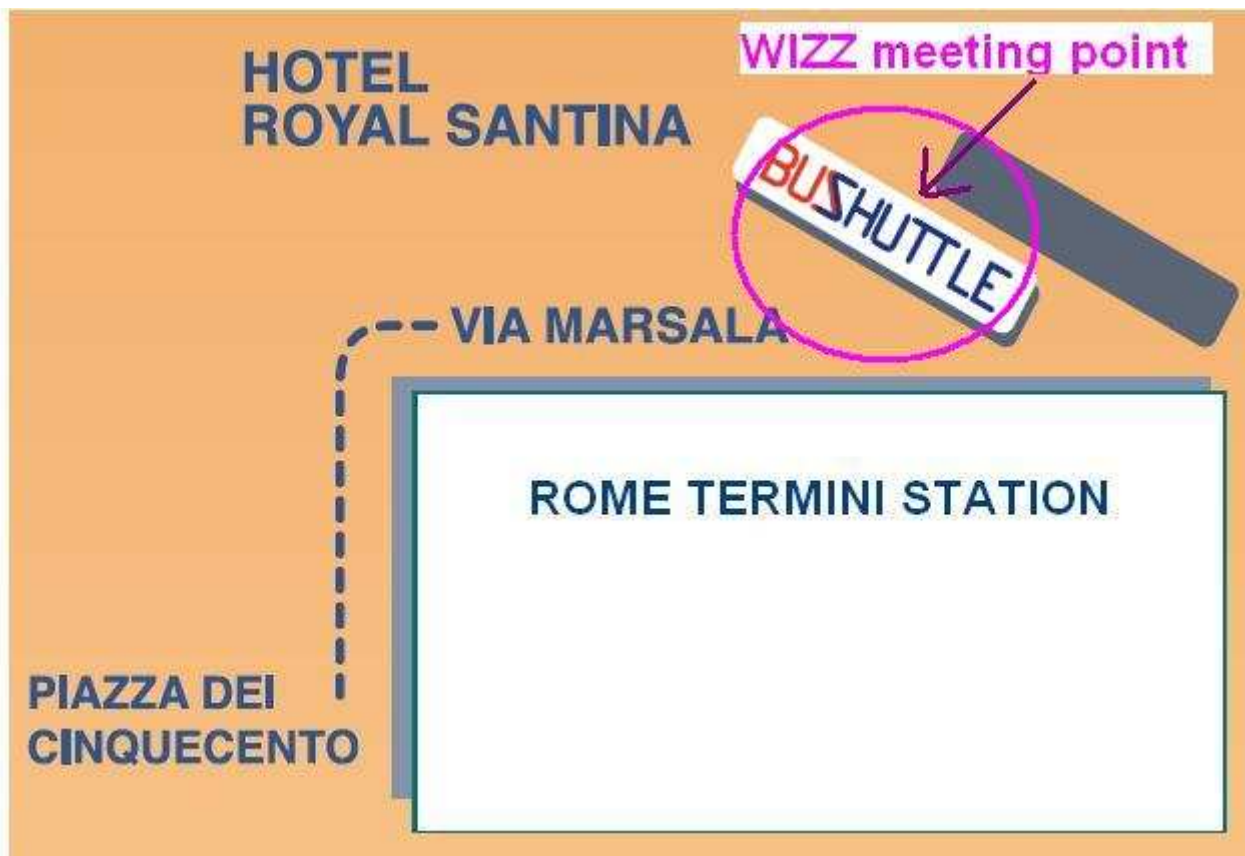 WIZZ meeting point
HOTEL
ROYAL SANTINA
BUSHUTTLE
VIA MARSALA
ROME TERMINI STATION
PIAZZA DEI
CINQUECENTO